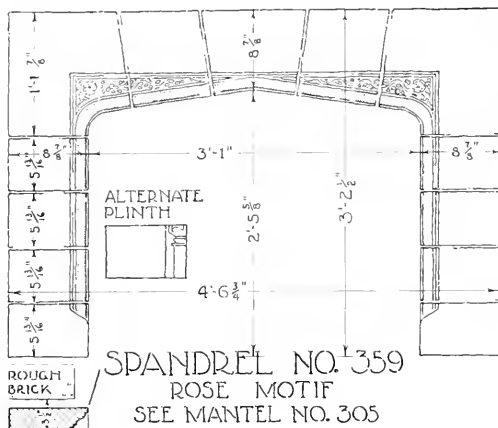 8 7/8"
1'-1 7/8"
8 7/8"
3'-1"
8 7/8"
5 13/16"
5 13/16"
5 13/16"
5 13/16"
ALTERNATE
PLINTH
2'-5 5/8"
3'-2 1/2"
4'-6 3/4"
SPANDREL NO. 359
ROSE MOTIF
SEE MANTEL NO. 305
ROUGH
BRICK